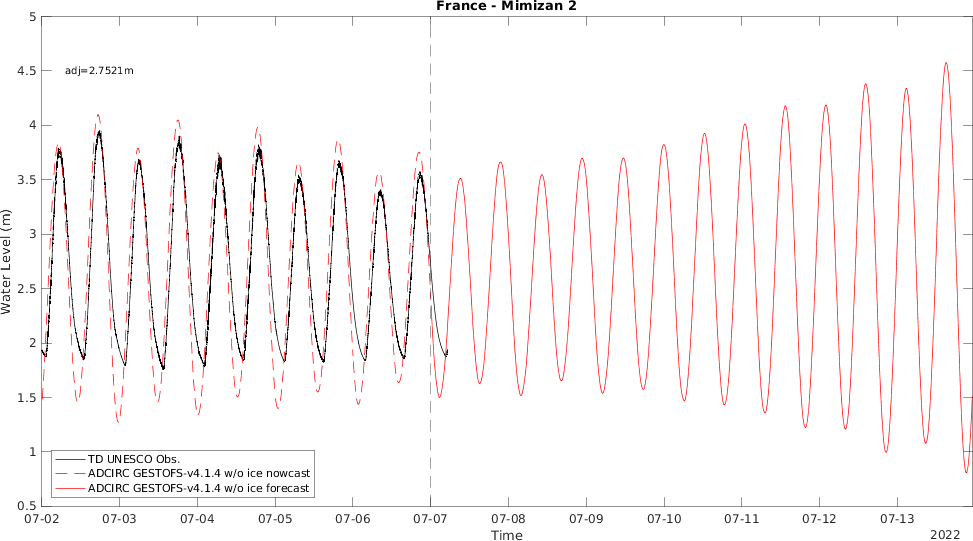 France - Mimizan 2
5
4.5
4
3.5
3
2.5
2
1.5
1
0.5
Water Level (m)
adj=2.7521m
TD UNESCO Obs.
ADCIRC GESTOFS-v4.1.4 w/o ice nowcast
ADCIRC GESTOFS-v4.1.4 w/o ice forecast
07-02 07-03 07-04 07-05 07-06 07-07 07-08 07-09 07-10 07-11 07-12 07-13
Time
2022